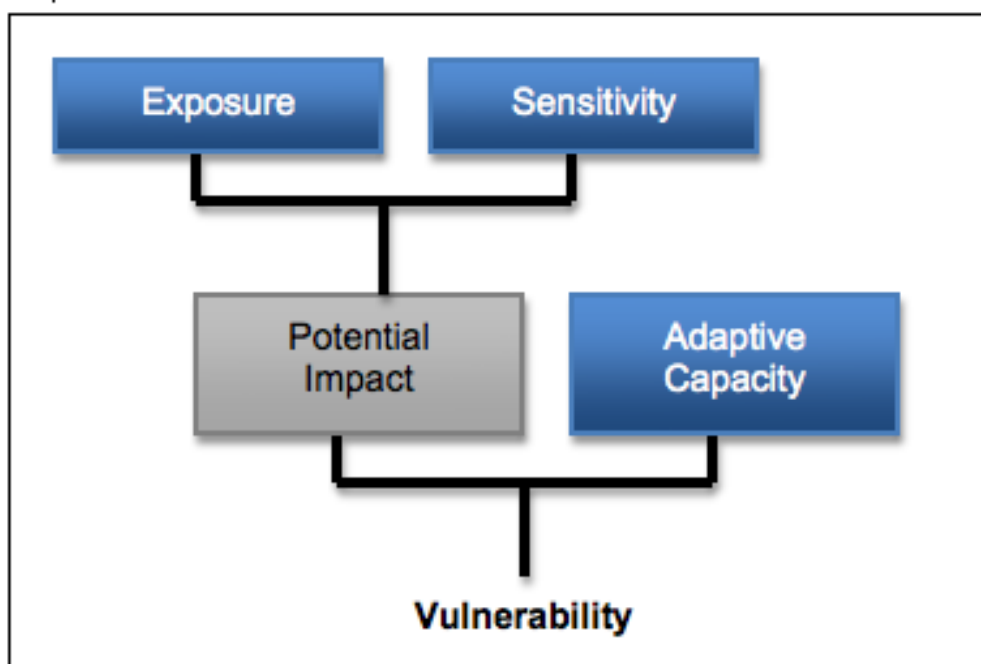 Exposure
Sensitivity
Potential
Impact
Adaptive
Capacity
Vulnerability